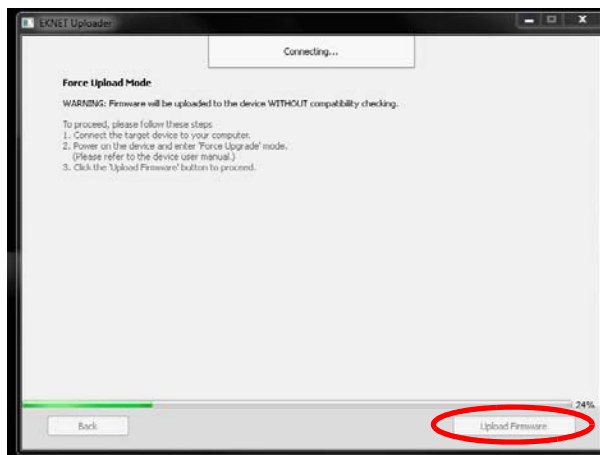 EKNET Uploader
Connecting...
Force Upload Mode
WARNING: Firmware will be uploaded to the device WITHOUT compatibility checking.
To proceed, please follow these steps
1. Connect the target device to your computer.
2. Power on the device and enter 'Force Upgrade' mode.
(Please refer to the device user manual.)
3. Click the 'Upload Firmware' button to proceed.
24%
Back
Upload Firmware